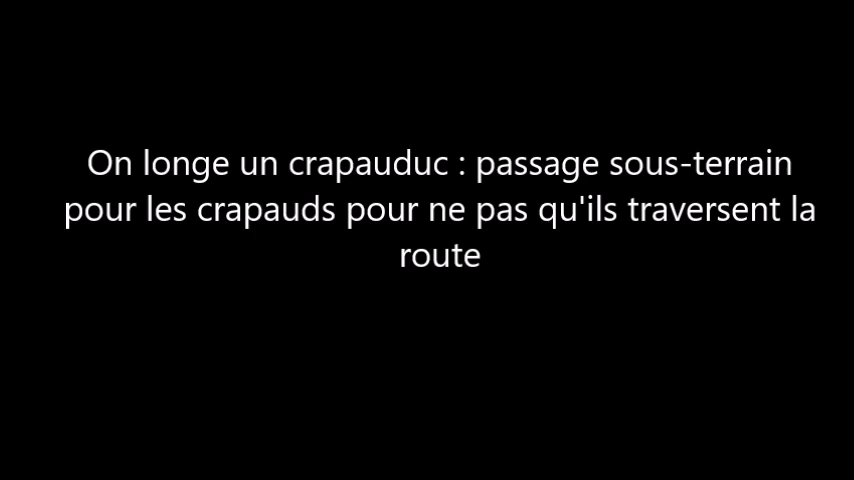 On longe un crapauduc : passage sous-terrain
pour les crapauds pour ne pas qu'ils traversent la
route